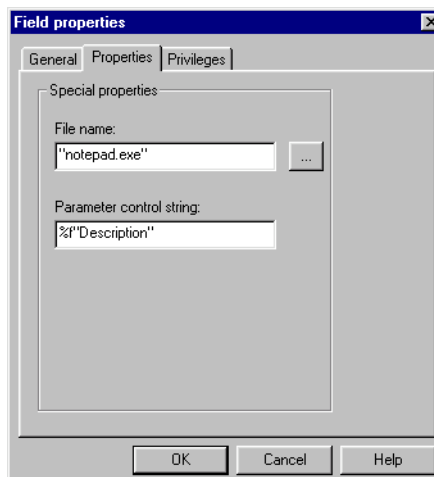 Field properties
General Properties Privileges
Special properties
File name:
"notepad.exe"
...
Parameter control string:
%f"Description"
OK Cancel Help